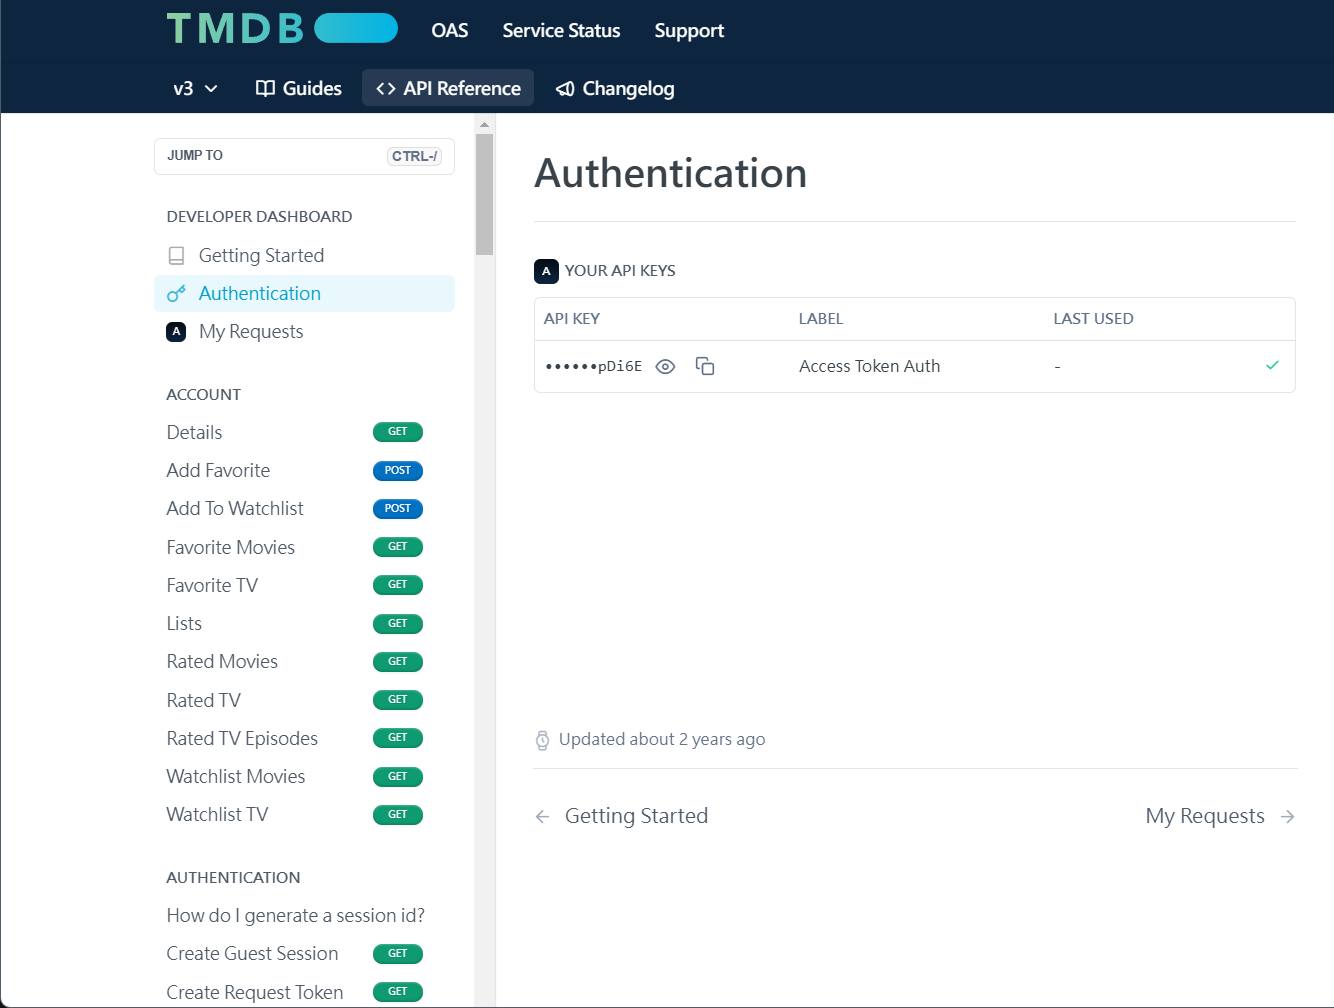 TMDB
OAS
Service Status
Support
v3
Guides
API Reference
Changelog
JUMP TO
CTRL-/
DEVELOPER DASHBOARD
Getting Started
Authentication
A
My Requests
ACCOUNT
Details GET
Add Favorite POST
Add To Watchlist POST
Favorite Movies GET
Favorite TV GET
Lists GET
Rated Movies GET
Rated TV GET
Rated TV Episodes GET
Watchlist Movies GET
Watchlist TV GET
AUTHENTICATION
How do I generate a session id?
Create Guest Session GET
Create Request Token GET
Authentication
A YOUR API KEYS
API KEY LABEL LAST USED
••••••pDi6E Access Token Auth -
Updated about 2 years ago
Getting Started
My Requests